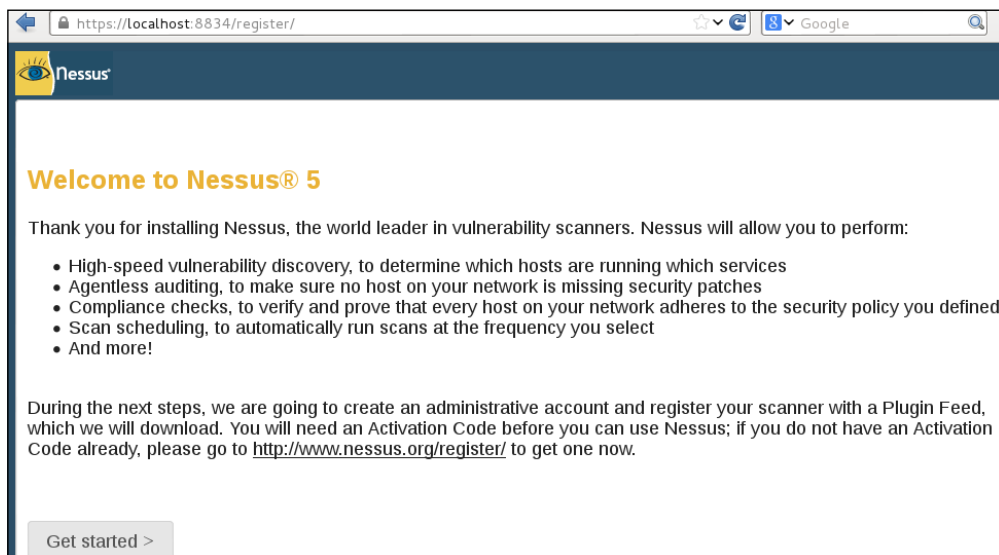 https://localhost:8834/register/
Google
Nessus
Welcome to Nessus® 5
Thank you for installing Nessus, the world leader in vulnerability scanners. Nessus will allow you to perform:
• High-speed vulnerability discovery, to determine which hosts are running which services
• Agentless auditing, to make sure no host on your network is missing security patches
• Compliance checks, to verify and prove that every host on your network adheres to the security policy you defined
• Scan scheduling, to automatically run scans at the frequency you select
• And more!
During the next steps, we are going to create an administrative account and register your scanner with a Plugin Feed,
which we will download. You will need an Activation Code before you can use Nessus; if you do not have an Activation
Code already, please go to http://www.nessus.org/register/ to get one now.
Get started >